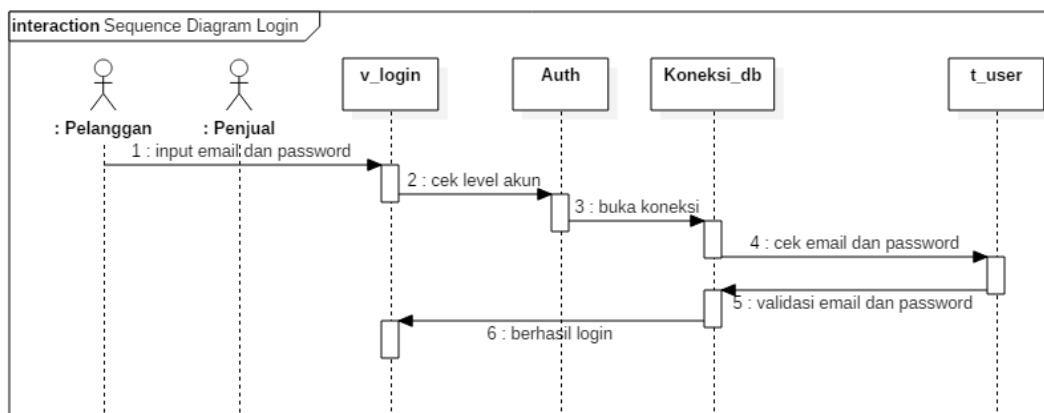 interaction Sequence Diagram Login
v_login
Auth
Koneksi_db
t_user
: Pelanggan
: Penjual
1 : input email dan password
2 : cek level akun
3 : buka koneksi
4 : cek email dan password
5 : validasi email dan password
6 : berhasil login